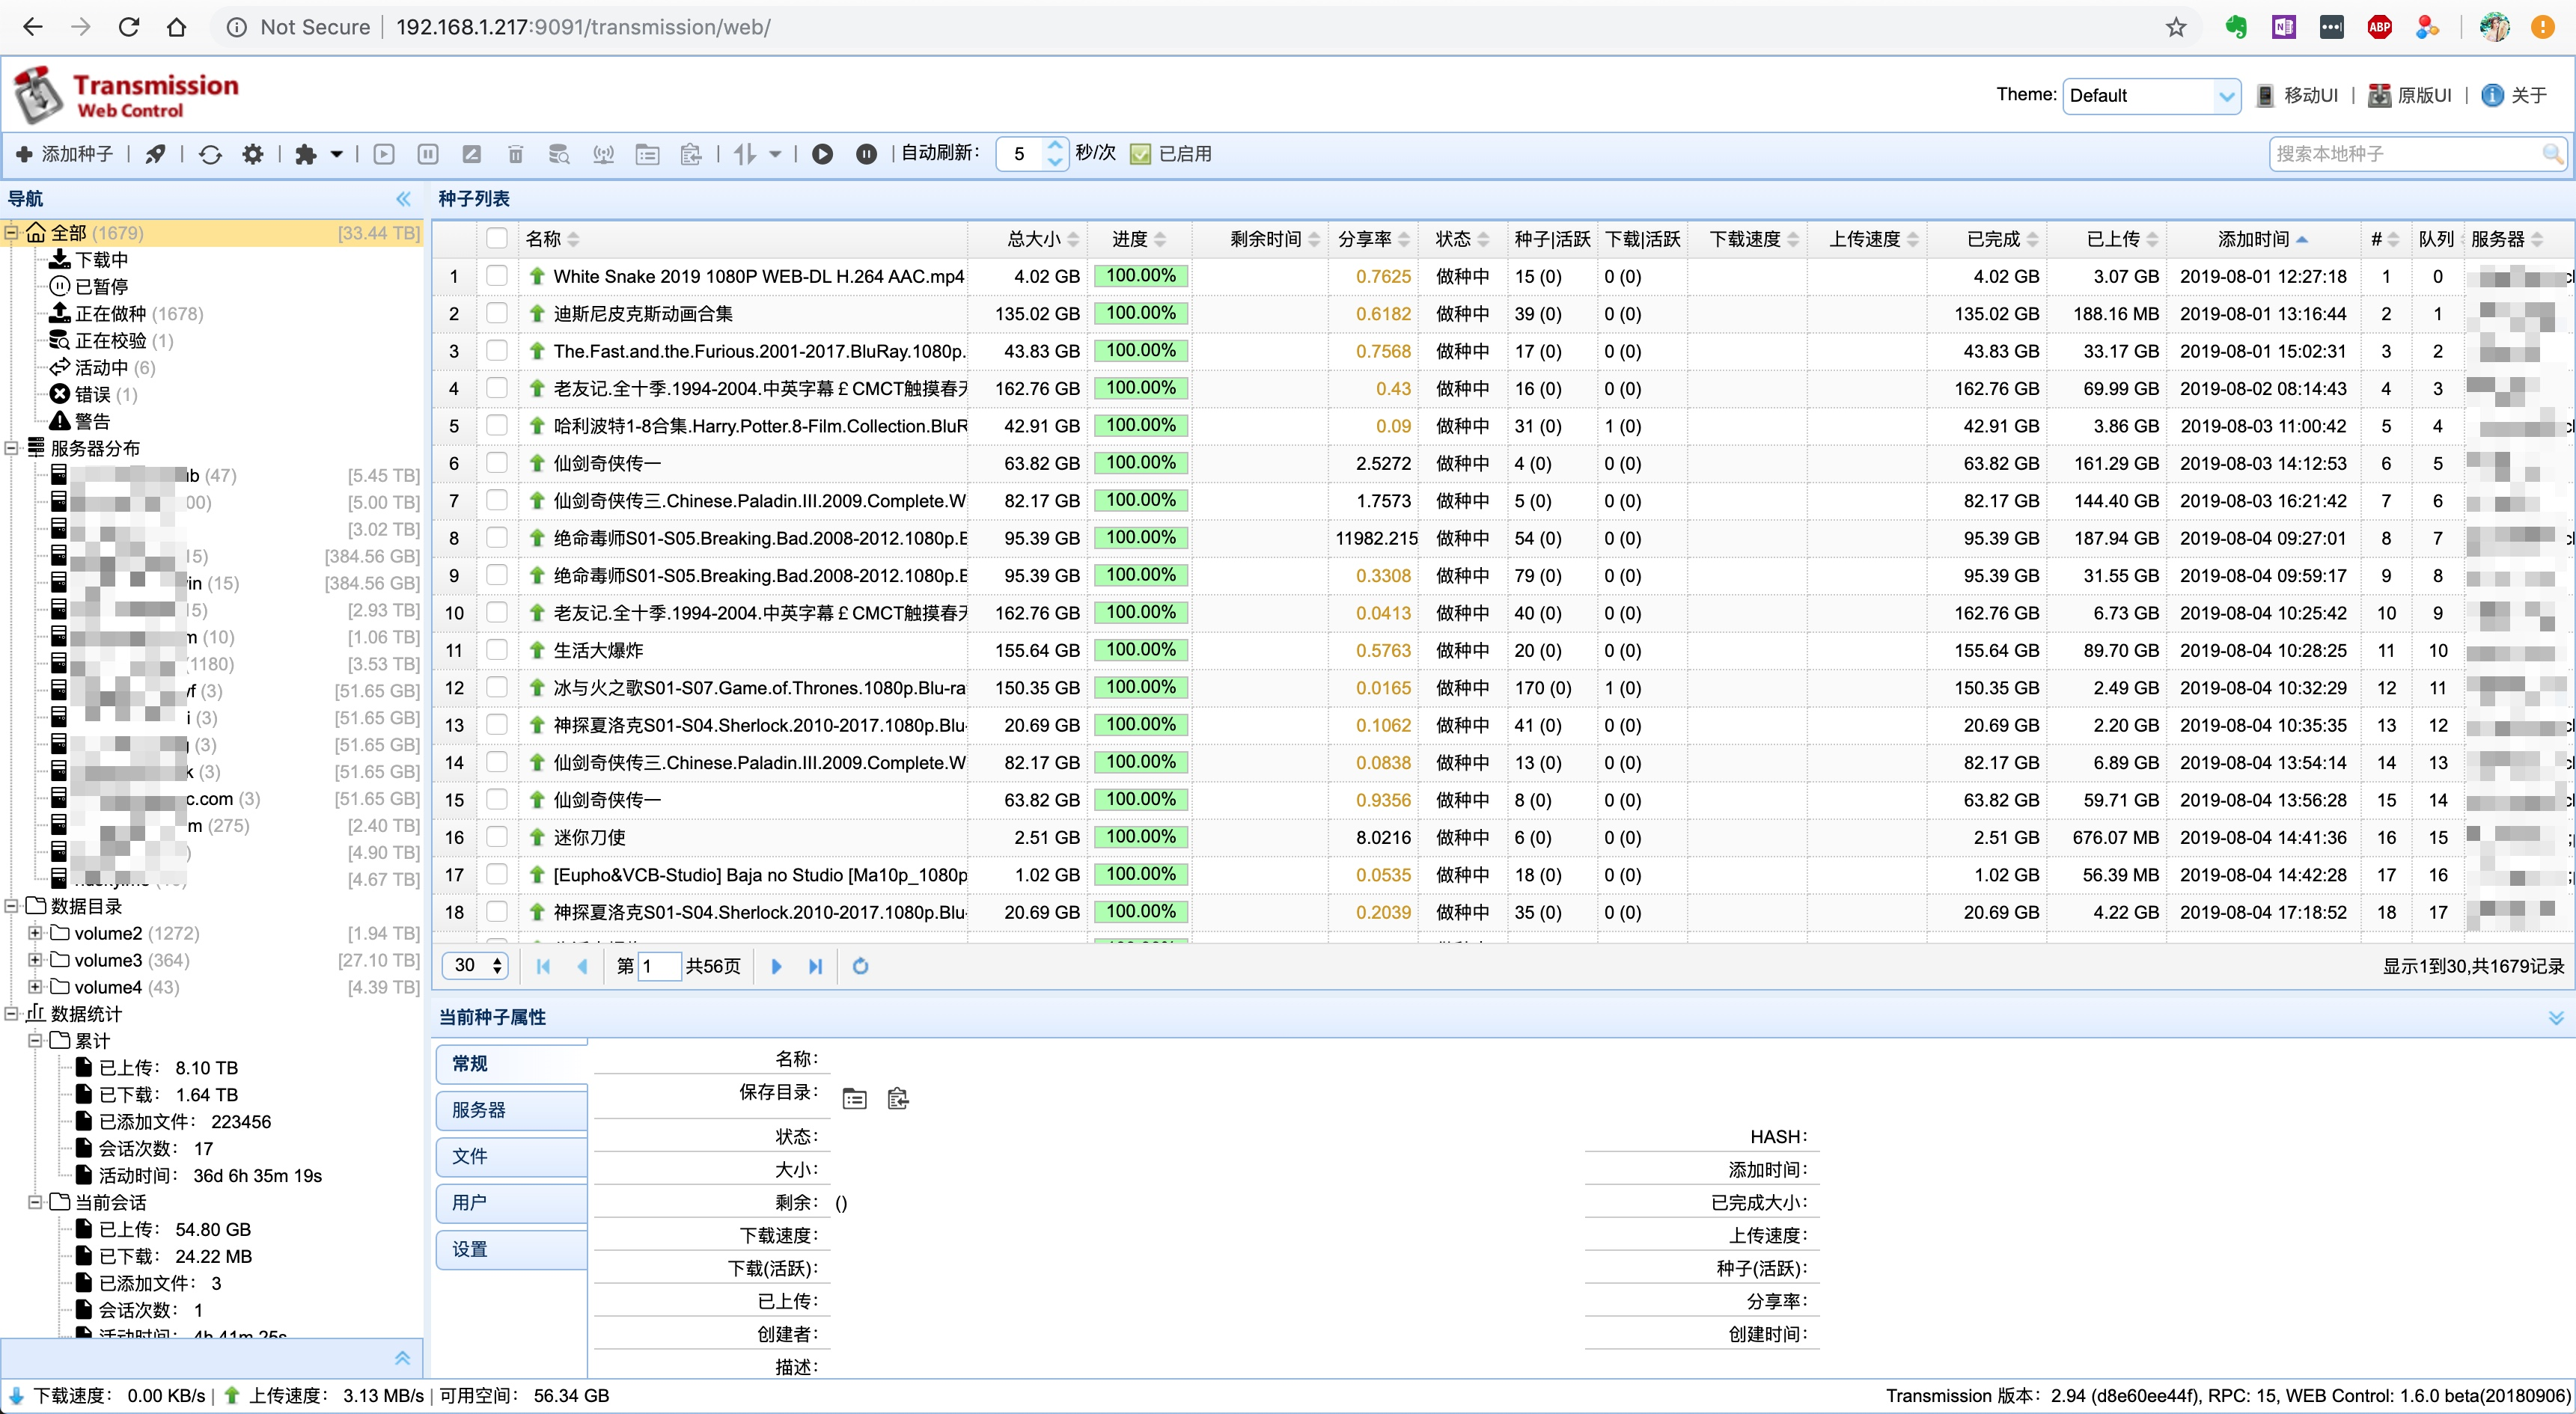 Not Secure | 192.168.1.217:9091/transmission/web/
Transmission
Web Control
Theme: Default 移动UI | 原版UI | 关于
添加种子 | 自动刷新： 5 秒/次 已启用 搜索本地种子
导航
全部 (1679) [33.44 TB]
下载中
已暂停
正在做种 (1678)
正在校验 (1)
活动中 (6)
错误 (1)
警告
服务器分布
(47) [5.45 TB]
[5.00 TB]
[3.02 TB]
[384.56 GB]
(15) [384.56 GB]
[2.93 TB]
(10) [1.06 TB]
(1180) [3.53 TB]
(3) [51.65 GB]
(3) [51.65 GB]
(3) [51.65 GB]
(3) [51.65 GB]
c.com (3) [51.65 GB]
m (275) [2.40 TB]
[4.90 TB]
[4.67 TB]
数据目录
volume2 (1272) [1.94 TB]
volume3 (364) [27.10 TB]
volume4 (43) [4.39 TB]
数据统计
累计
已上传： 8.10 TB
已下载： 1.64 TB
已添加文件： 223456
会话次数： 17
活动时间： 36d 6h 35m 19s
当前会话
已上传： 54.80 GB
已下载： 24.22 MB
已添加文件： 3
会话次数： 1
活动时间： 4h 41m 25s
种子列表
名称 总大小 进度 剩余时间 分享率 状态 种子|活跃 下载|活跃 下载速度 上传速度 已完成 已上传 添加时间 # 队列 服务器
1 White Snake 2019 1080P WEB-DL H.264 AAC.mp4 4.02 GB 100.00% 0.7625 做种中 15 (0) 0 (0) 4.02 GB 3.07 GB 2019-08-01 12:27:18 1 0
2 迪斯尼皮克斯动画合集 135.02 GB 100.00% 0.6182 做种中 39 (0) 0 (0) 135.02 GB 188.16 MB 2019-08-01 13:16:44 2 1
3 The.Fast.and.the.Furious.2001-2017.BluRay.1080p. 43.83 GB 100.00% 0.7568 做种中 17 (0) 0 (0) 43.83 GB 33.17 GB 2019-08-01 15:02:31 3 2
4 老友记.全十季.1994-2004.中英字幕￡CMCT触摸春天 162.76 GB 100.00% 0.43 做种中 16 (0) 0 (0) 162.76 GB 69.99 GB 2019-08-02 08:14:43 4 3
5 哈利波特1-8合集.Harry.Potter.8-Film.Collection.BluR 42.91 GB 100.00% 0.09 做种中 31 (0) 1 (0) 42.91 GB 3.86 GB 2019-08-03 11:00:42 5 4
6 仙剑奇侠传一 63.82 GB 100.00% 2.5272 做种中 4 (0) 0 (0) 63.82 GB 161.29 GB 2019-08-03 14:12:53 6 5
7 仙剑奇侠传三.Chinese.Paladin.III.2009.Complete.W 82.17 GB 100.00% 1.7573 做种中 5 (0) 0 (0) 82.17 GB 144.40 GB 2019-08-03 16:21:42 7 6
8 绝命毒师S01-S05.Breaking.Bad.2008-2012.1080p.B 95.39 GB 100.00% 11982.215 做种中 54 (0) 0 (0) 95.39 GB 187.94 GB 2019-08-04 09:27:01 8 7
9 绝命毒师S01-S05.Breaking.Bad.2008-2012.1080p.B 95.39 GB 100.00% 0.3308 做种中 79 (0) 0 (0) 95.39 GB 31.55 GB 2019-08-04 09:59:17 9 8
10 老友记.全十季.1994-2004.中英字幕￡CMCT触摸春天 162.76 GB 100.00% 0.0413 做种中 40 (0) 0 (0) 162.76 GB 6.73 GB 2019-08-04 10:25:42 10 9
11 生活大爆炸 155.64 GB 100.00% 0.5763 做种中 20 (0) 0 (0) 155.64 GB 89.70 GB 2019-08-04 10:28:25 11 10
12 冰与火之歌S01-S07.Game.of.Thrones.1080p.Blu-ra 150.35 GB 100.00% 0.0165 做种中 170 (0) 1 (0) 150.35 GB 2.49 GB 2019-08-04 10:32:29 12 11
13 神探夏洛克S01-S04.Sherlock.2010-2017.1080p.Blu- 20.69 GB 100.00% 0.1062 做种中 41 (0) 0 (0) 20.69 GB 2.20 GB 2019-08-04 10:35:35 13 12
14 仙剑奇侠传三.Chinese.Paladin.III.2009.Complete.W 82.17 GB 100.00% 0.0838 做种中 13 (0) 0 (0) 82.17 GB 6.89 GB 2019-08-04 13:54:14 14 13
15 仙剑奇侠传一 63.82 GB 100.00% 0.9356 做种中 8 (0) 0 (0) 63.82 GB 59.71 GB 2019-08-04 13:56:28 15 14
16 迷你刀使 2.51 GB 100.00% 8.0216 做种中 6 (0) 0 (0) 2.51 GB 676.07 MB 2019-08-04 14:41:36 16 15
17 [Eupho&VCB-Studio] Baja no Studio [Ma10p_1080p 1.02 GB 100.00% 0.0535 做种中 18 (0) 0 (0) 1.02 GB 56.39 MB 2019-08-04 14:42:28 17 16
18 神探夏洛克S01-S04.Sherlock.2010-2017.1080p.Blu- 20.69 GB 100.00% 0.2039 做种中 35 (0) 0 (0) 20.69 GB 4.22 GB 2019-08-04 17:18:52 18 17
30 第 1 共56页 显示1到30,共1679记录
当前种子属性
常规
服务器
文件
用户
设置
名称：
保存目录：
状态： HASH：
大小： 添加时间：
剩余： () 已完成大小：
下载速度： 上传速度：
下载(活跃)： 种子(活跃)：
已上传： 分享率：
创建者： 创建时间：
描述：
下载速度： 0.00 KB/s | 上传速度： 3.13 MB/s | 可用空间： 56.34 GB
Transmission 版本： 2.94 (d8e60ee44f), RPC: 15, WEB Control: 1.6.0 beta(20180906)